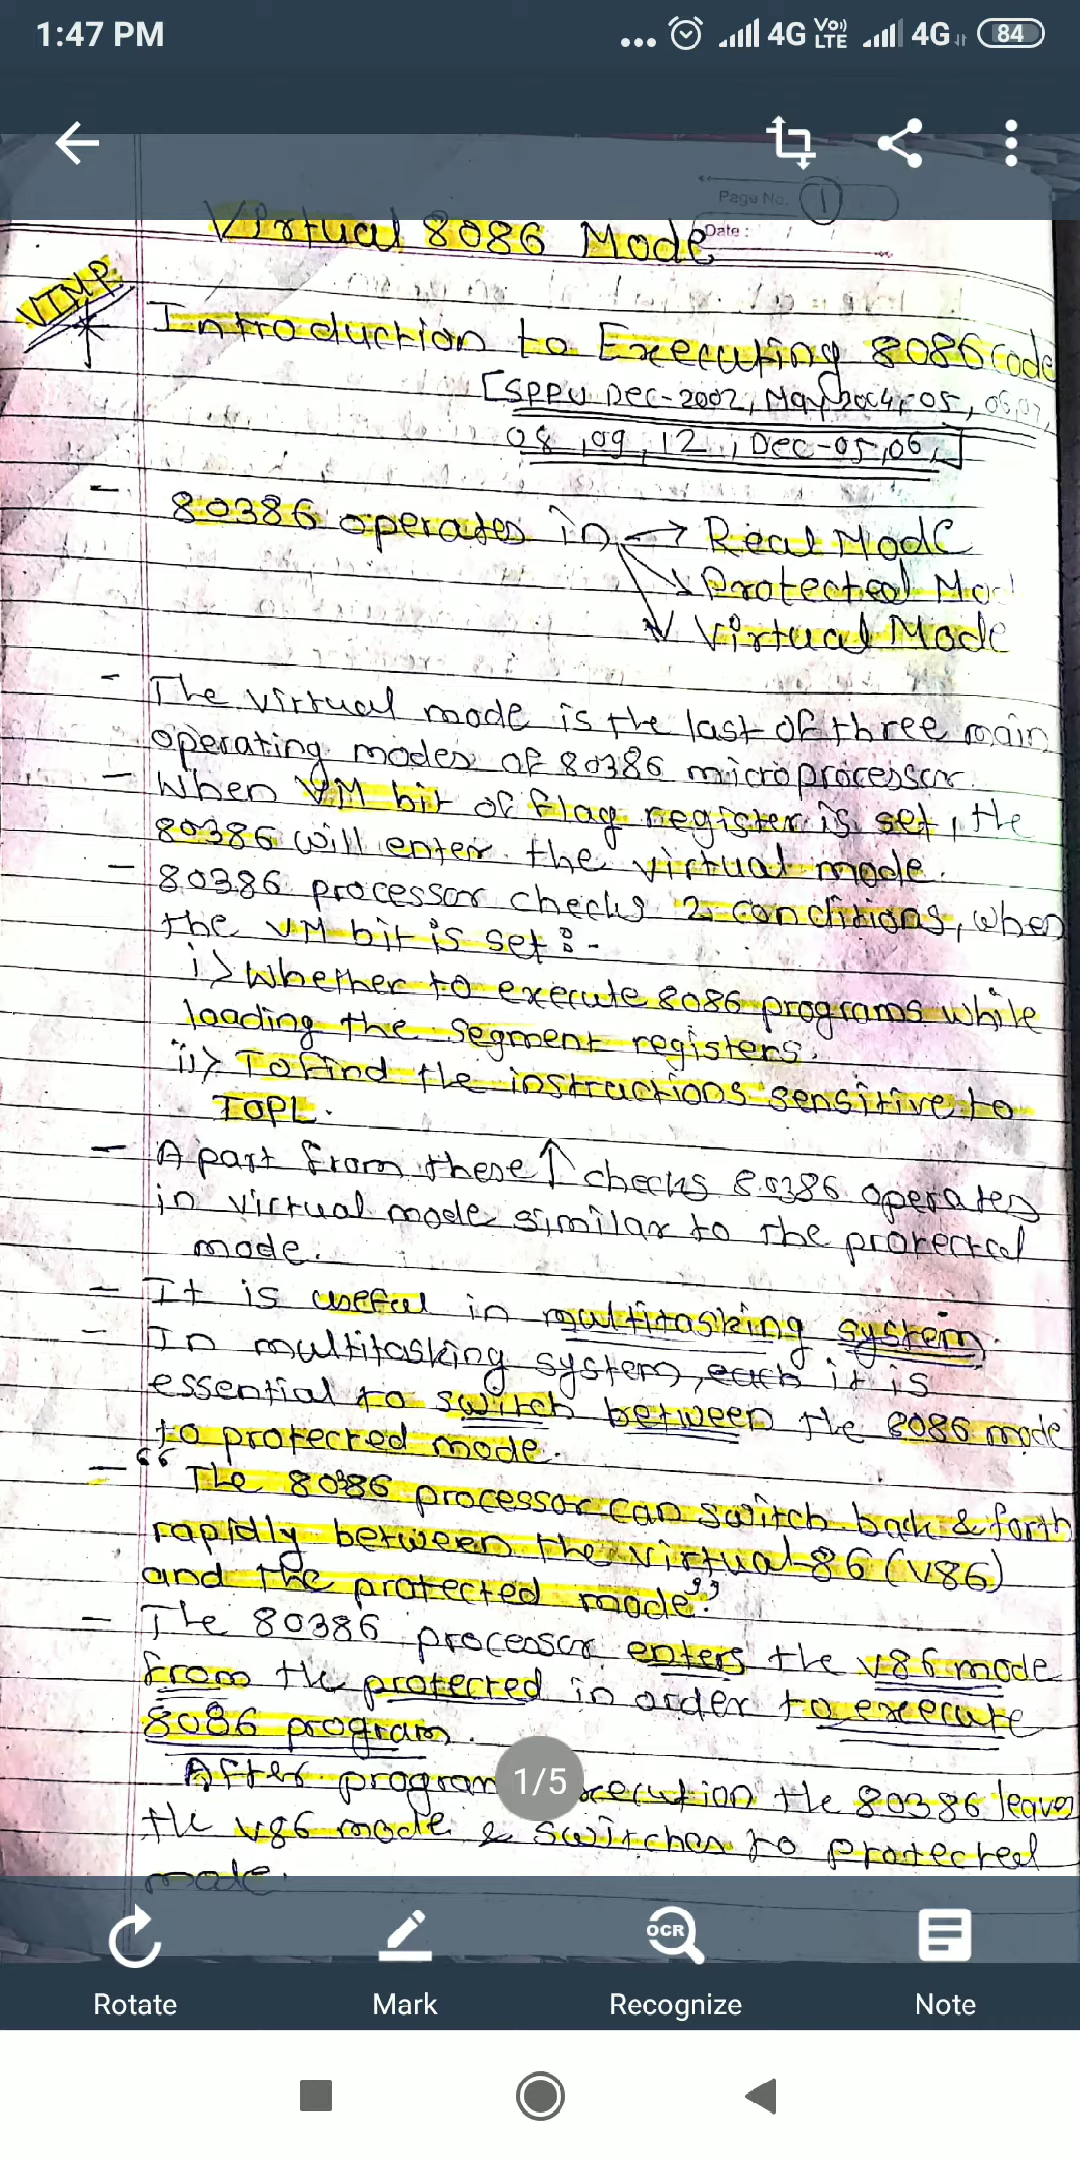 1:47 PM
... 4G VoLTE 4G 84
Page No. 1
Date : / /
Virtual 8086 Mode
VIMP
* Introduction to Executing 8086 code
[SPPU Dec-2002, May 2004, 05, 06, 07,
08, 09, 12, Dec-05, 06,]
- 80386 operates in → Real Mode
Protected Mod
Virtual Mode
- The virtual mode is the last of three main
operating modes of 80386 microprocessor.
- When VM bit of flag register is set, the
80386 will enter the virtual mode.
- 80386 processor checks 2 conditions, when
the VM bit is set :-
i> Whether to execute 8086 programs while
loading the segment registers.
ii> To find the instructions sensitive to
IOPL.
- Apart from these ↑ checks 80386 operates
in virtual mode similar to the protected
mode.
- It is useful in multitasking system.
- In multitasking system, each it is
essential to switch between the 8086 mode
to protected mode.
- "The 80386 processor can switch back & forth
rapidly between the virtual-86 (V86)
and the protected mode"
- The 80386 processor enters the V86 mode
from the protected in order to execute
8086 program.
After program execution the 80386 leaves
the V86 mode & switches to protected
mode.
1/5
OCR
Rotate Mark Recognize Note